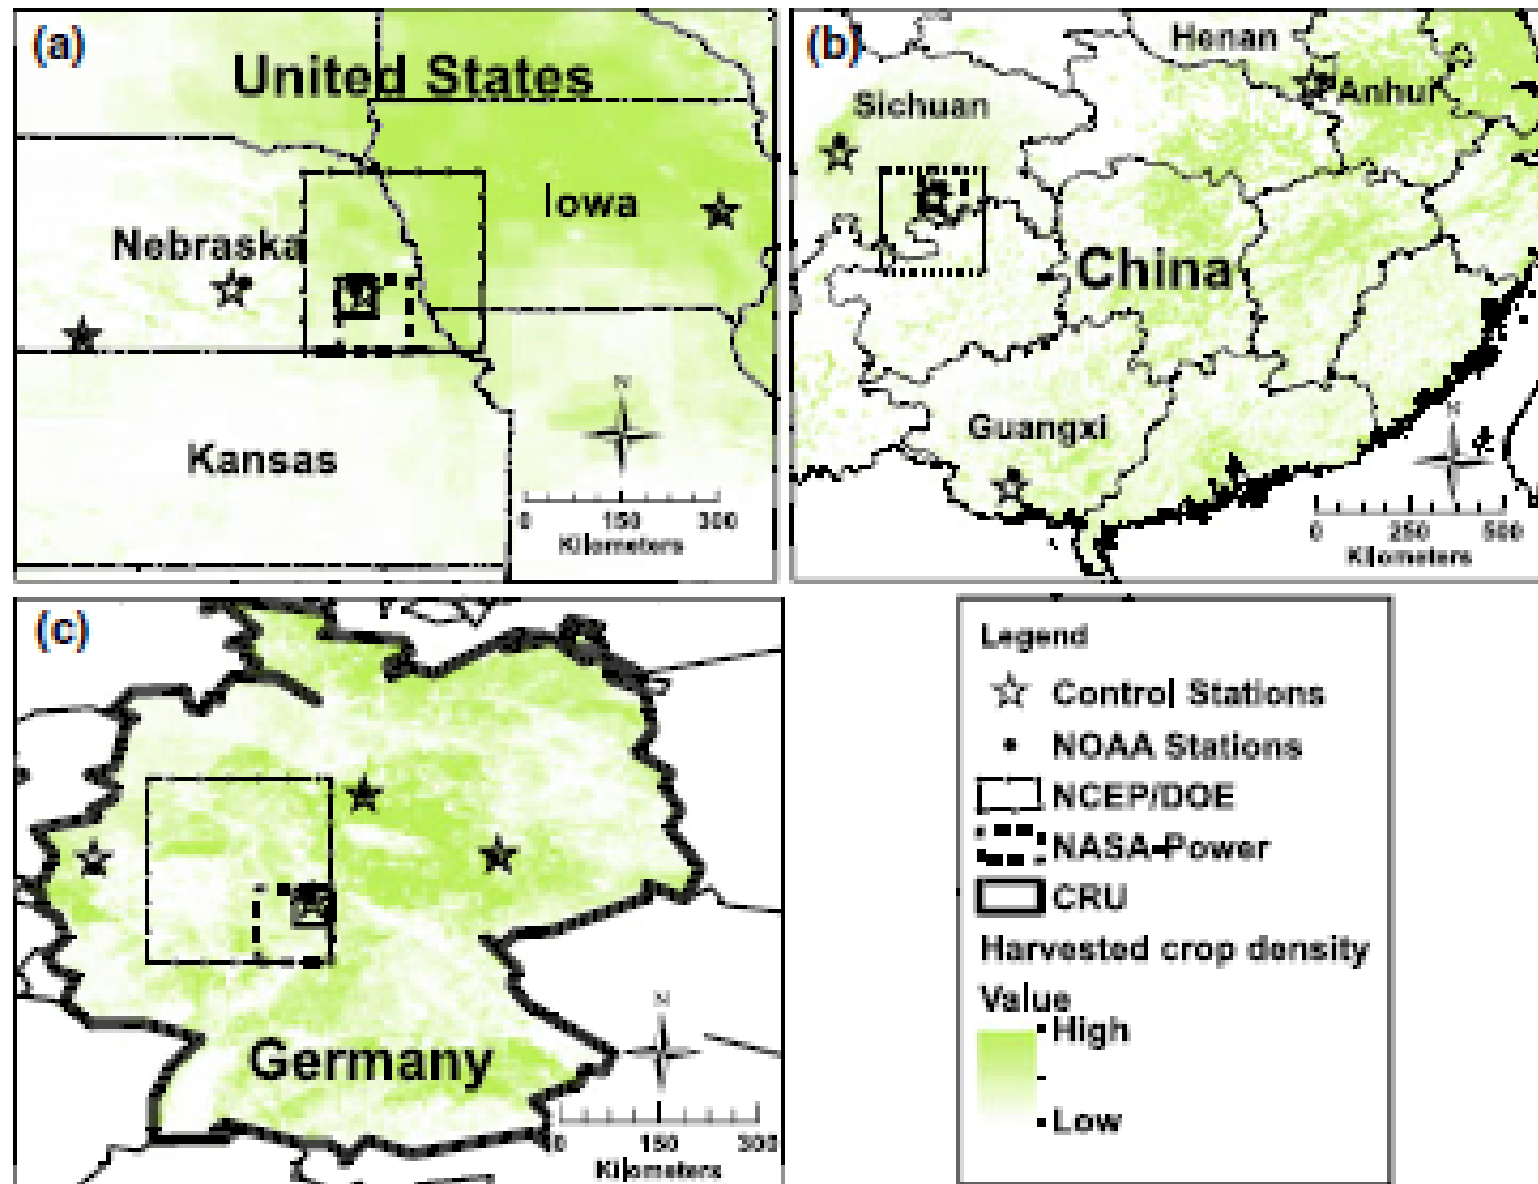 (a)
United States
Iowa
Nebraska
Kansas
N
0 150 300
Kilometers
(b)
Henan
Anhui
Sichuan
China
Guangxi
N
0 250 500
Kilometers
(c)
Germany
N
0 150 300
Kilometers
Legend
Control Stations
NOAA Stations
NCEP/DOE
NASA-Power
CRU
Harvested crop density
Value
High
Low